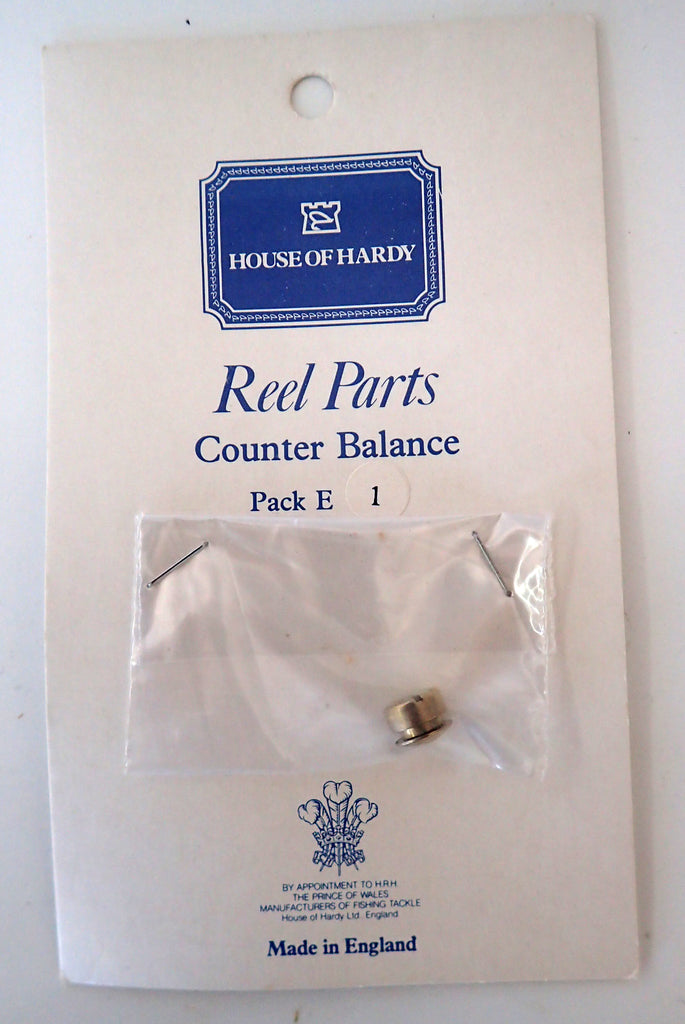 HOUSE OF HARDY
Reel Parts
Counter Balance
Pack E 1
BY APPOINTMENT TO H.R.H.
THE PRINCE OF WALES
MANUFACTURERS OF FISHING TACKLE
House of Hardy Ltd. England
Made in England